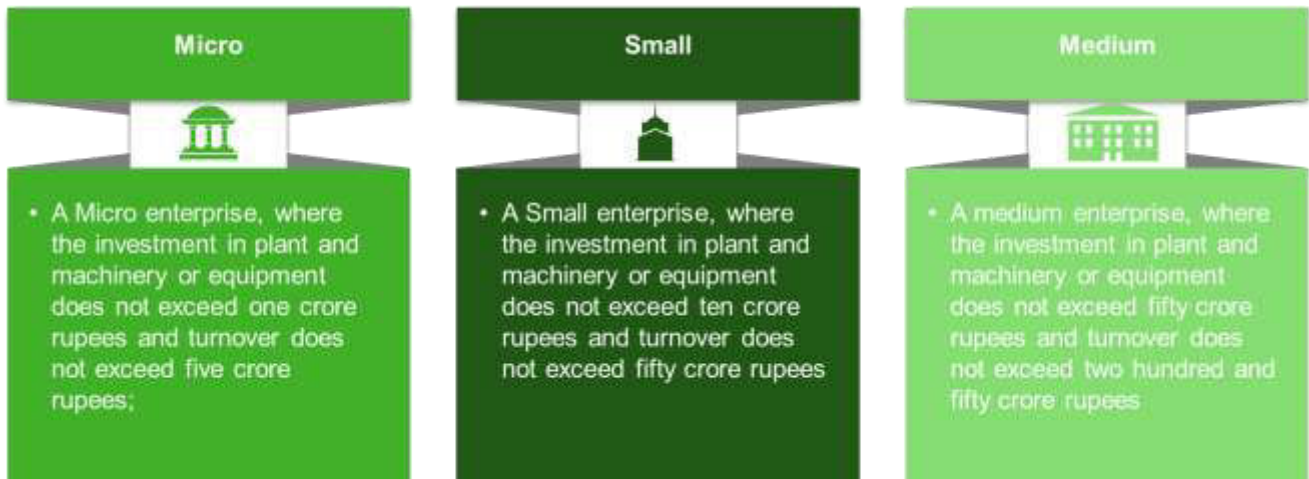 Micro
• A Micro enterprise, where
the investment in plant and
machinery or equipment
does not exceed one crore
rupees and turnover does
not exceed five crore
rupees;
Small
• A Small enterprise, where
the investment in plant and
machinery or equipment
does not exceed ten crore
rupees and turnover does
not exceed fifty crore rupees
Medium
• A medium enterprise, where
the investment in plant and
machinery or equipment
does not exceed fifty crore
rupees and turnover does
not exceed two hundred and
fifty crore rupees